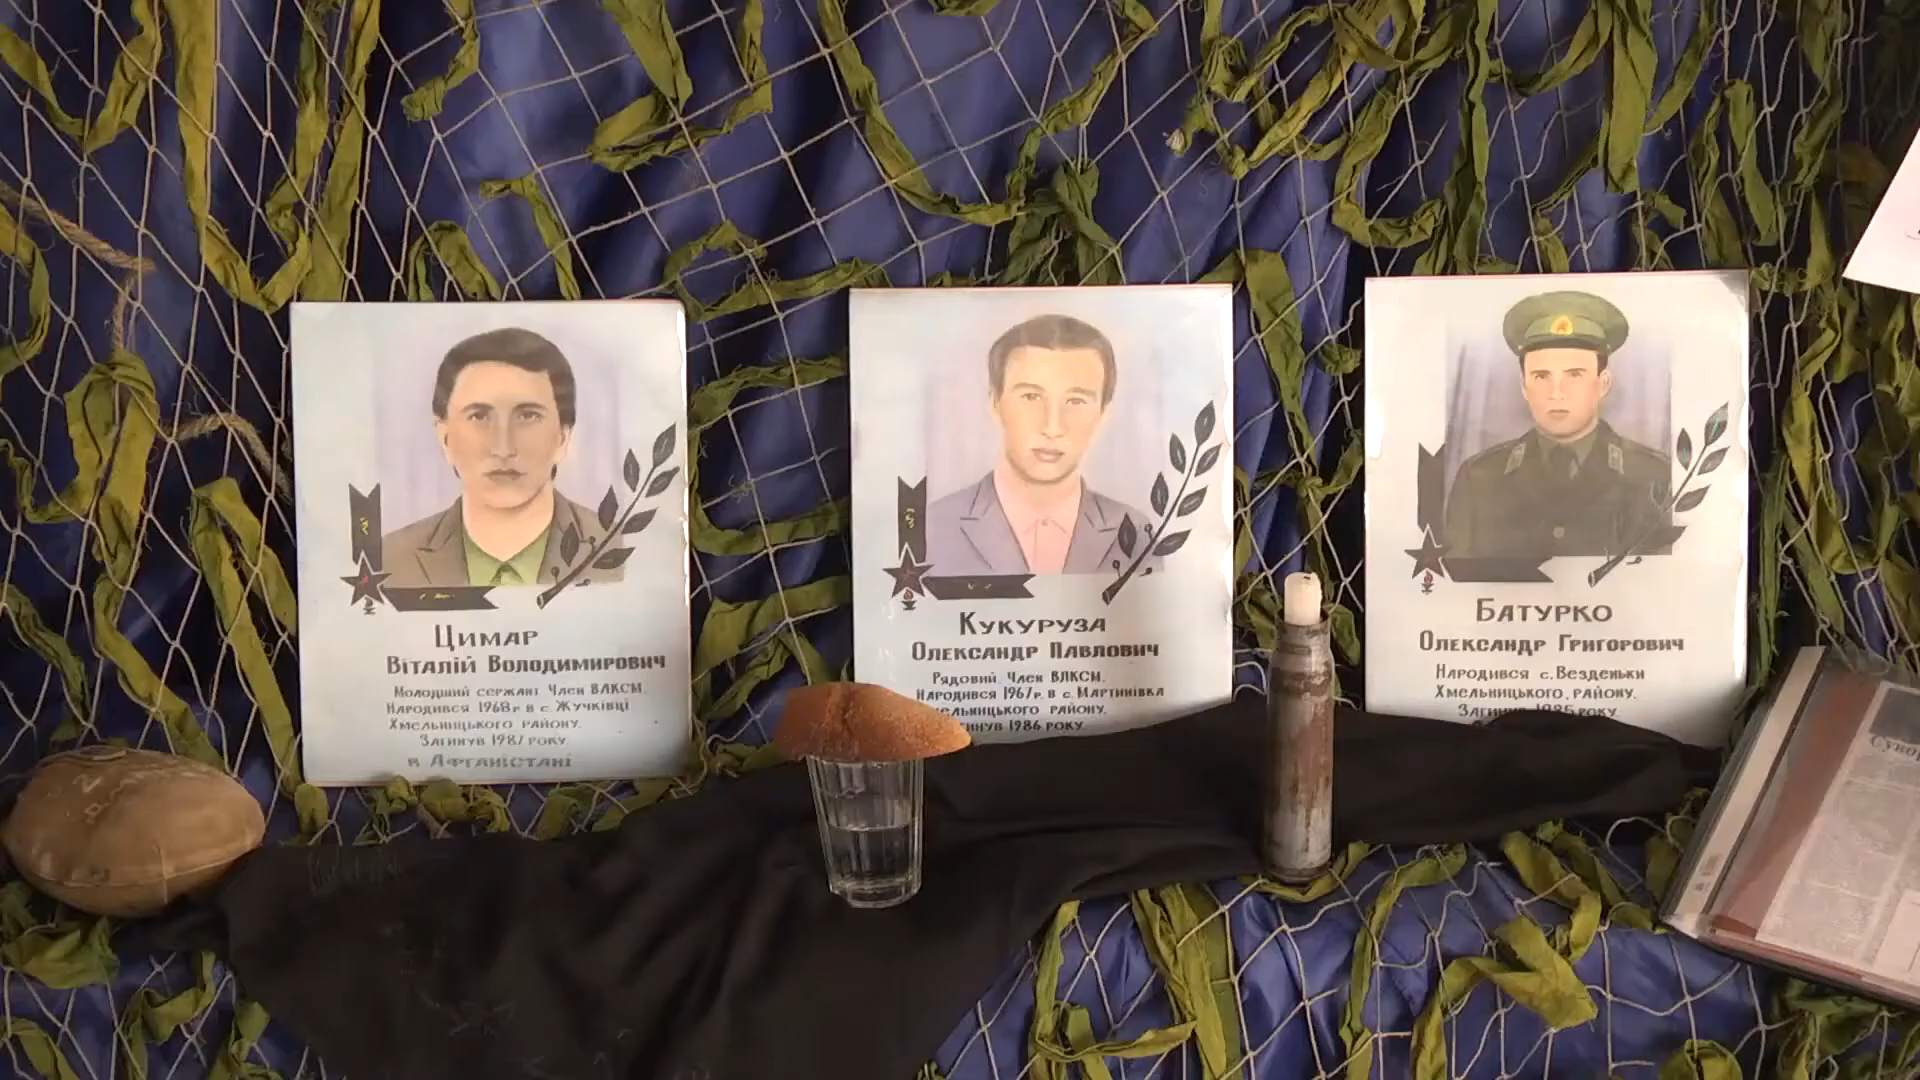 Цимар
Віталій Володимирович
Молодший сержант Член ВЛКСМ.
Народився 1968р в с. Жучківці
Хмельницького району.
Загинув 1987 року.
в Афганістані
Кукуруза
Олександр Павлович
Рядовий. Член ВЛКСМ.
Народився 1967р. в с. Мартинівка
ельницького району.
гинув 1986 року.
Батурко
Олександр Григорович
Народився с. Везденьки
Хмельницького, району.
Загинув 1985 року